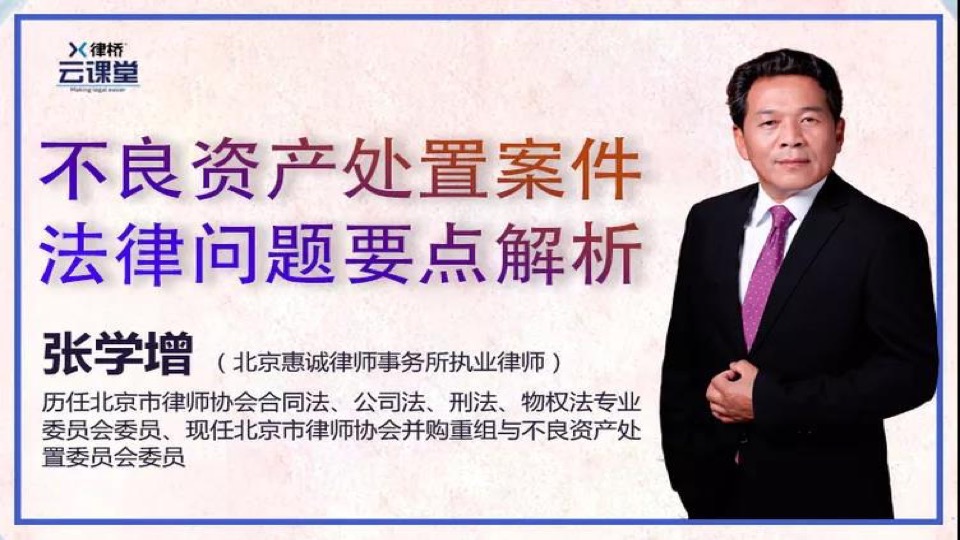 律桥
云课堂
Making legal easier
不良资产处置案件
法律问题要点解析
张学增（北京惠诚律师事务所执业律师）
历任北京市律师协会合同法、公司法、刑法、物权法专业
委员会委员、现任北京市律师协会并购重组与不良资产处
置委员会委员